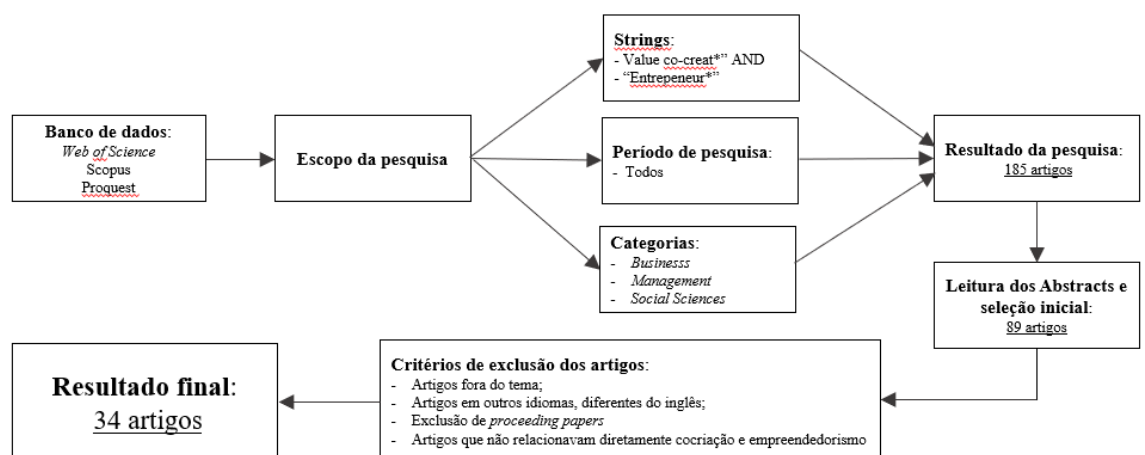 Banco de dados:
Web of Science
Scopus
Proquest
Escopo da pesquisa
Strings:
- Value co-creat*” AND
- “Entrepeneur*”
Período de pesquisa:
- Todos
Categorias:
- Businesss
- Management
- Social Sciences
Resultado da pesquisa:
185 artigos
Leitura dos Abstracts e
seleção inicial:
89 artigos
Critérios de exclusão dos artigos:
- Artigos fora do tema;
- Artigos em outros idiomas, diferentes do inglês;
- Exclusão de proceeding papers
- Artigos que não relacionavam diretamente cocriação e empreendedorismo
Resultado final:
34 artigos